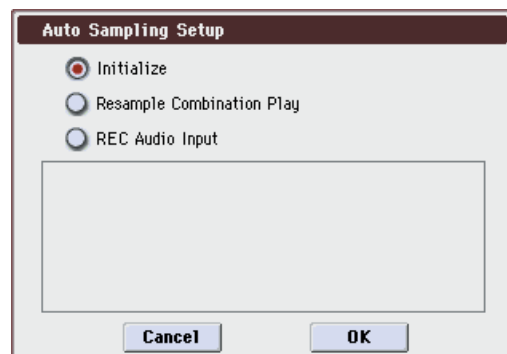 Auto Sampling Setup
Initialize
Resample Combination Play
REC Audio Input
Cancel OK